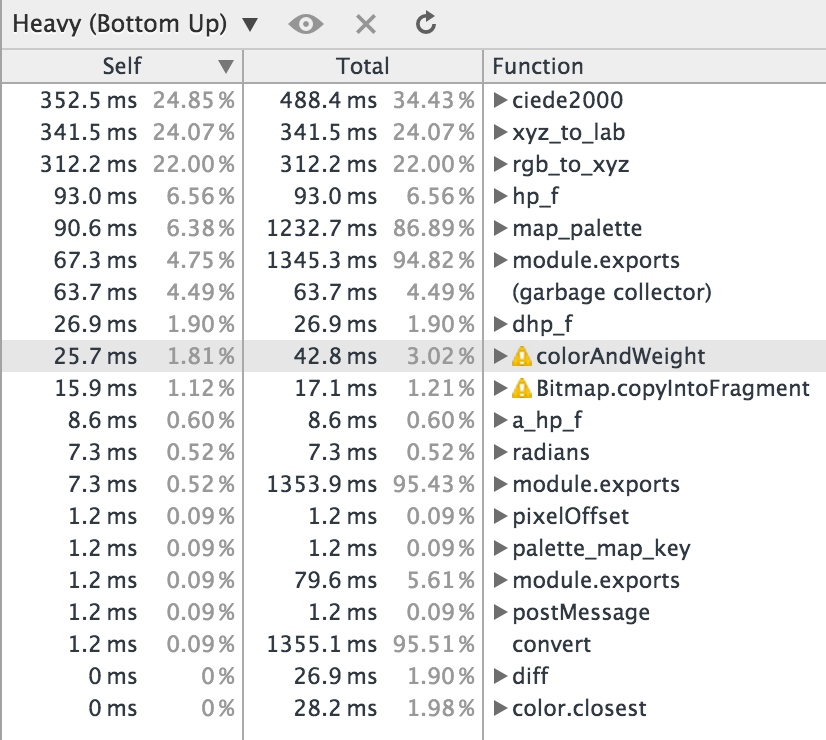 Heavy (Bottom Up)
Self Total Function
352.5 ms 24.85% 488.4 ms 34.43% ciede2000
341.5 ms 24.07% 341.5 ms 24.07% xyz_to_lab
312.2 ms 22.00% 312.2 ms 22.00% rgb_to_xyz
93.0 ms 6.56% 93.0 ms 6.56% hp_f
90.6 ms 6.38% 1232.7 ms 86.89% map_palette
67.3 ms 4.75% 1345.3 ms 94.82% module.exports
63.7 ms 4.49% 63.7 ms 4.49% (garbage collector)
26.9 ms 1.90% 26.9 ms 1.90% dhp_f
25.7 ms 1.81% 42.8 ms 3.02% colorAndWeight
15.9 ms 1.12% 17.1 ms 1.21% Bitmap.copyIntoFragment
8.6 ms 0.60% 8.6 ms 0.60% a_hp_f
7.3 ms 0.52% 7.3 ms 0.52% radians
7.3 ms 0.52% 1353.9 ms 95.43% module.exports
1.2 ms 0.09% 1.2 ms 0.09% pixelOffset
1.2 ms 0.09% 1.2 ms 0.09% palette_map_key
1.2 ms 0.09% 79.6 ms 5.61% module.exports
1.2 ms 0.09% 1.2 ms 0.09% postMessage
1.2 ms 0.09% 1355.1 ms 95.51% convert
0 ms 0% 26.9 ms 1.90% diff
0 ms 0% 28.2 ms 1.98% color.closest